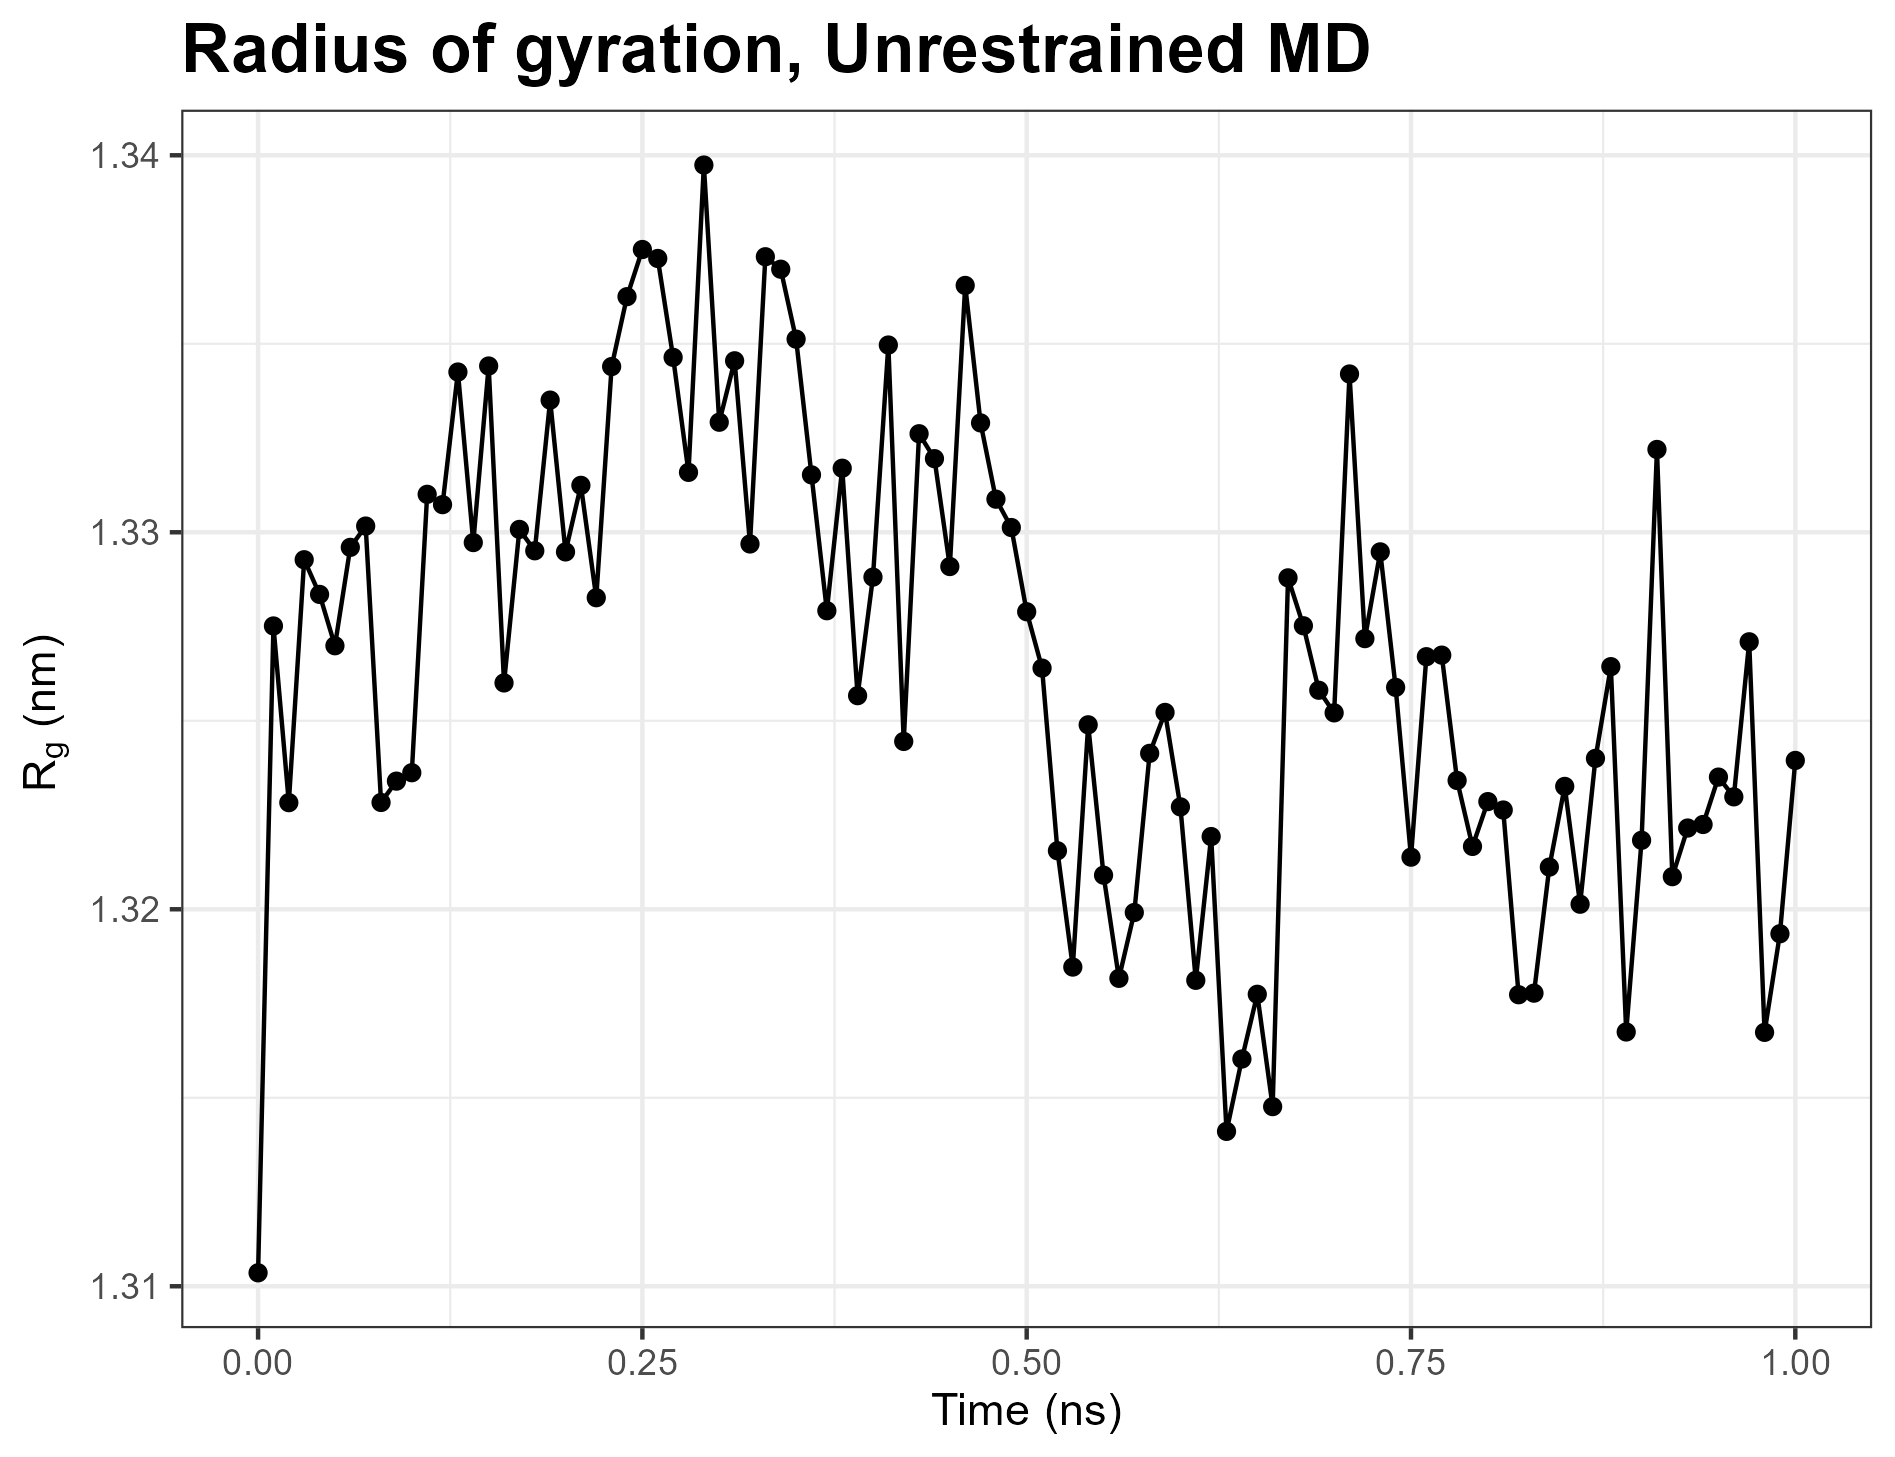 Radius of gyration, Unrestrained MD
1.34
1.33
1.32
1.31
Rg (nm)
0.00 0.25 0.50 0.75 1.00
Time (ns)